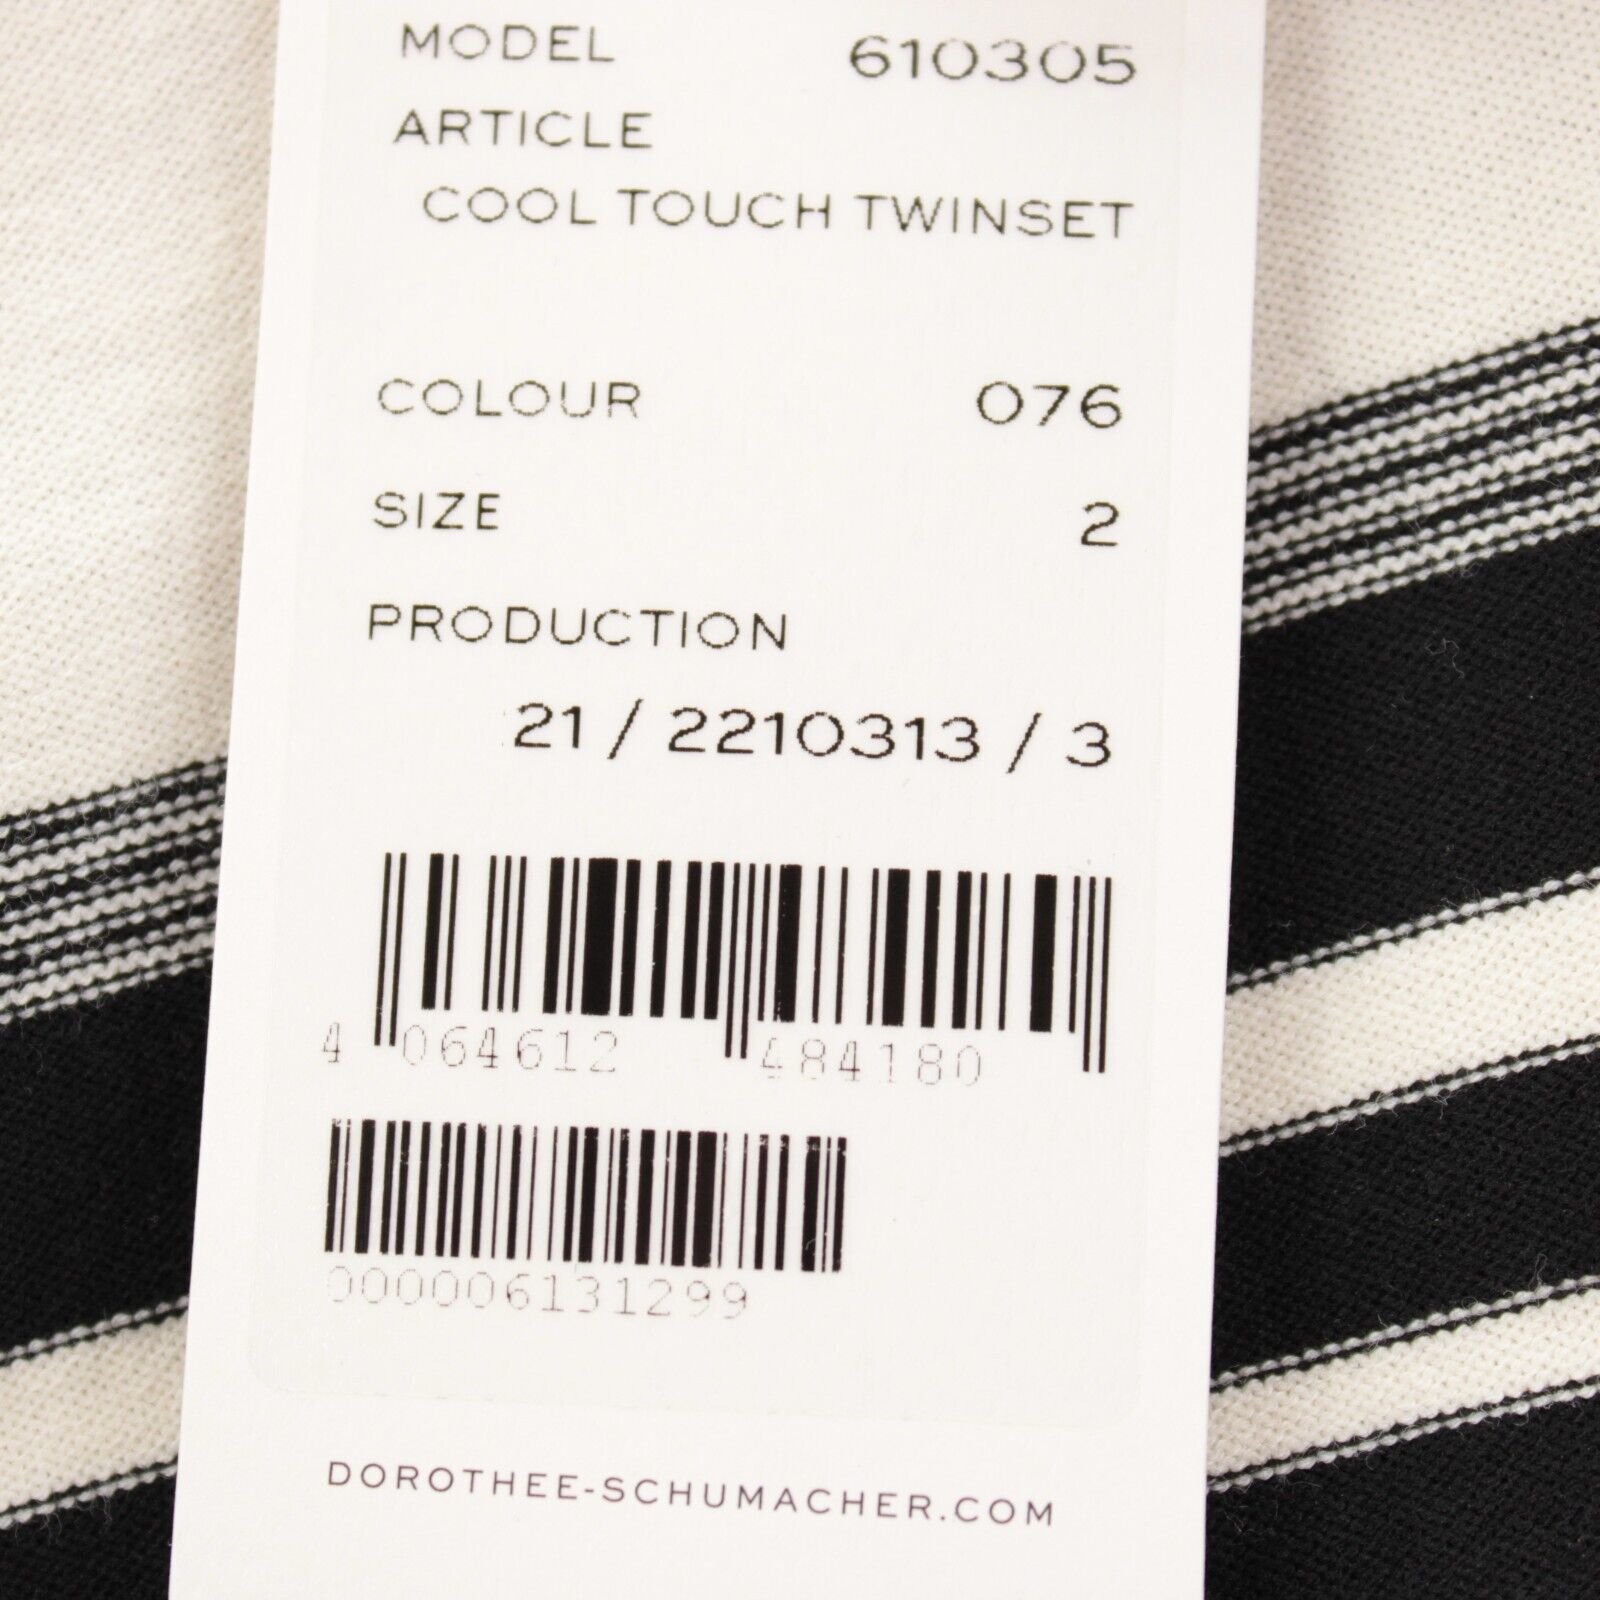 MODEL 610305
ARTICLE
COOL TOUCH TWINSET
COLOUR 076
SIZE 2
PRODUCTION
21 / 2210313 / 3
4 064612 484180
000006131299
DOROTHEE-SCHUMACHER.COM